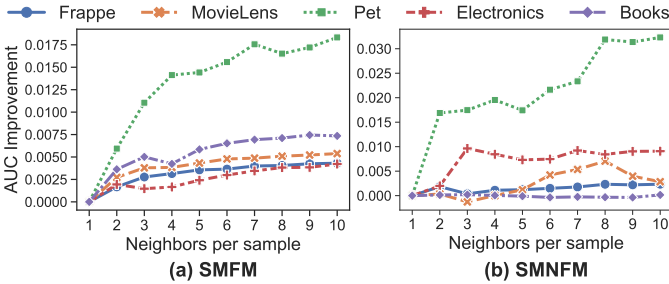 Frappe MovieLens Pet Electronics Books
AUC Improvement
0.0175
0.0150
0.0125
0.0100
0.0075
0.0050
0.0025
0.0000
1 2 3 4 5 6 7 8 9 10
Neighbors per sample
(a) SMFM
0.030
0.025
0.020
0.015
0.010
0.005
0.000
1 2 3 4 5 6 7 8 9 10
Neighbors per sample
(b) SMNFM